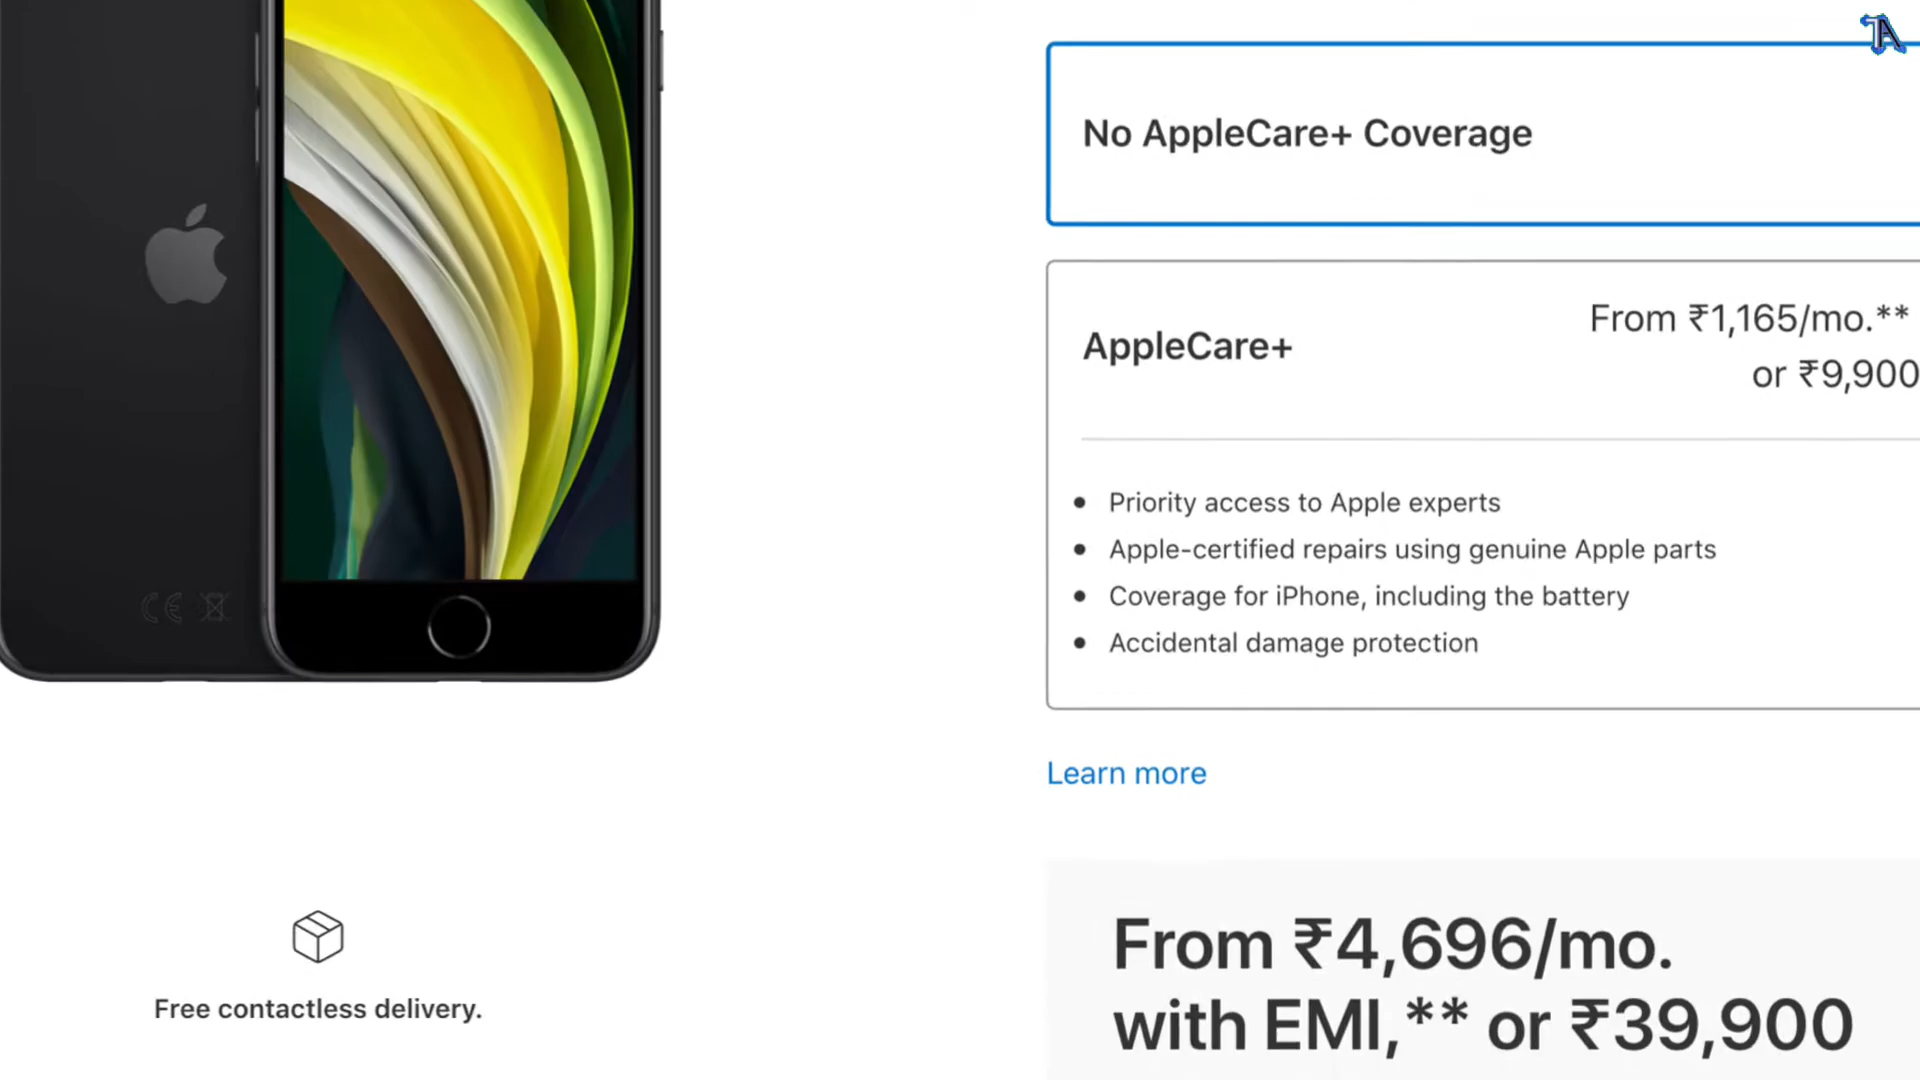 No AppleCare+ Coverage
AppleCare+
From ₹1,165/mo.**
or ₹9,900
Priority access to Apple experts
Apple-certified repairs using genuine Apple parts
Coverage for iPhone, including the battery
Accidental damage protection
Learn more
From ₹4,696/mo.
with EMI,** or ₹39,900
Free contactless delivery.
CE
TA